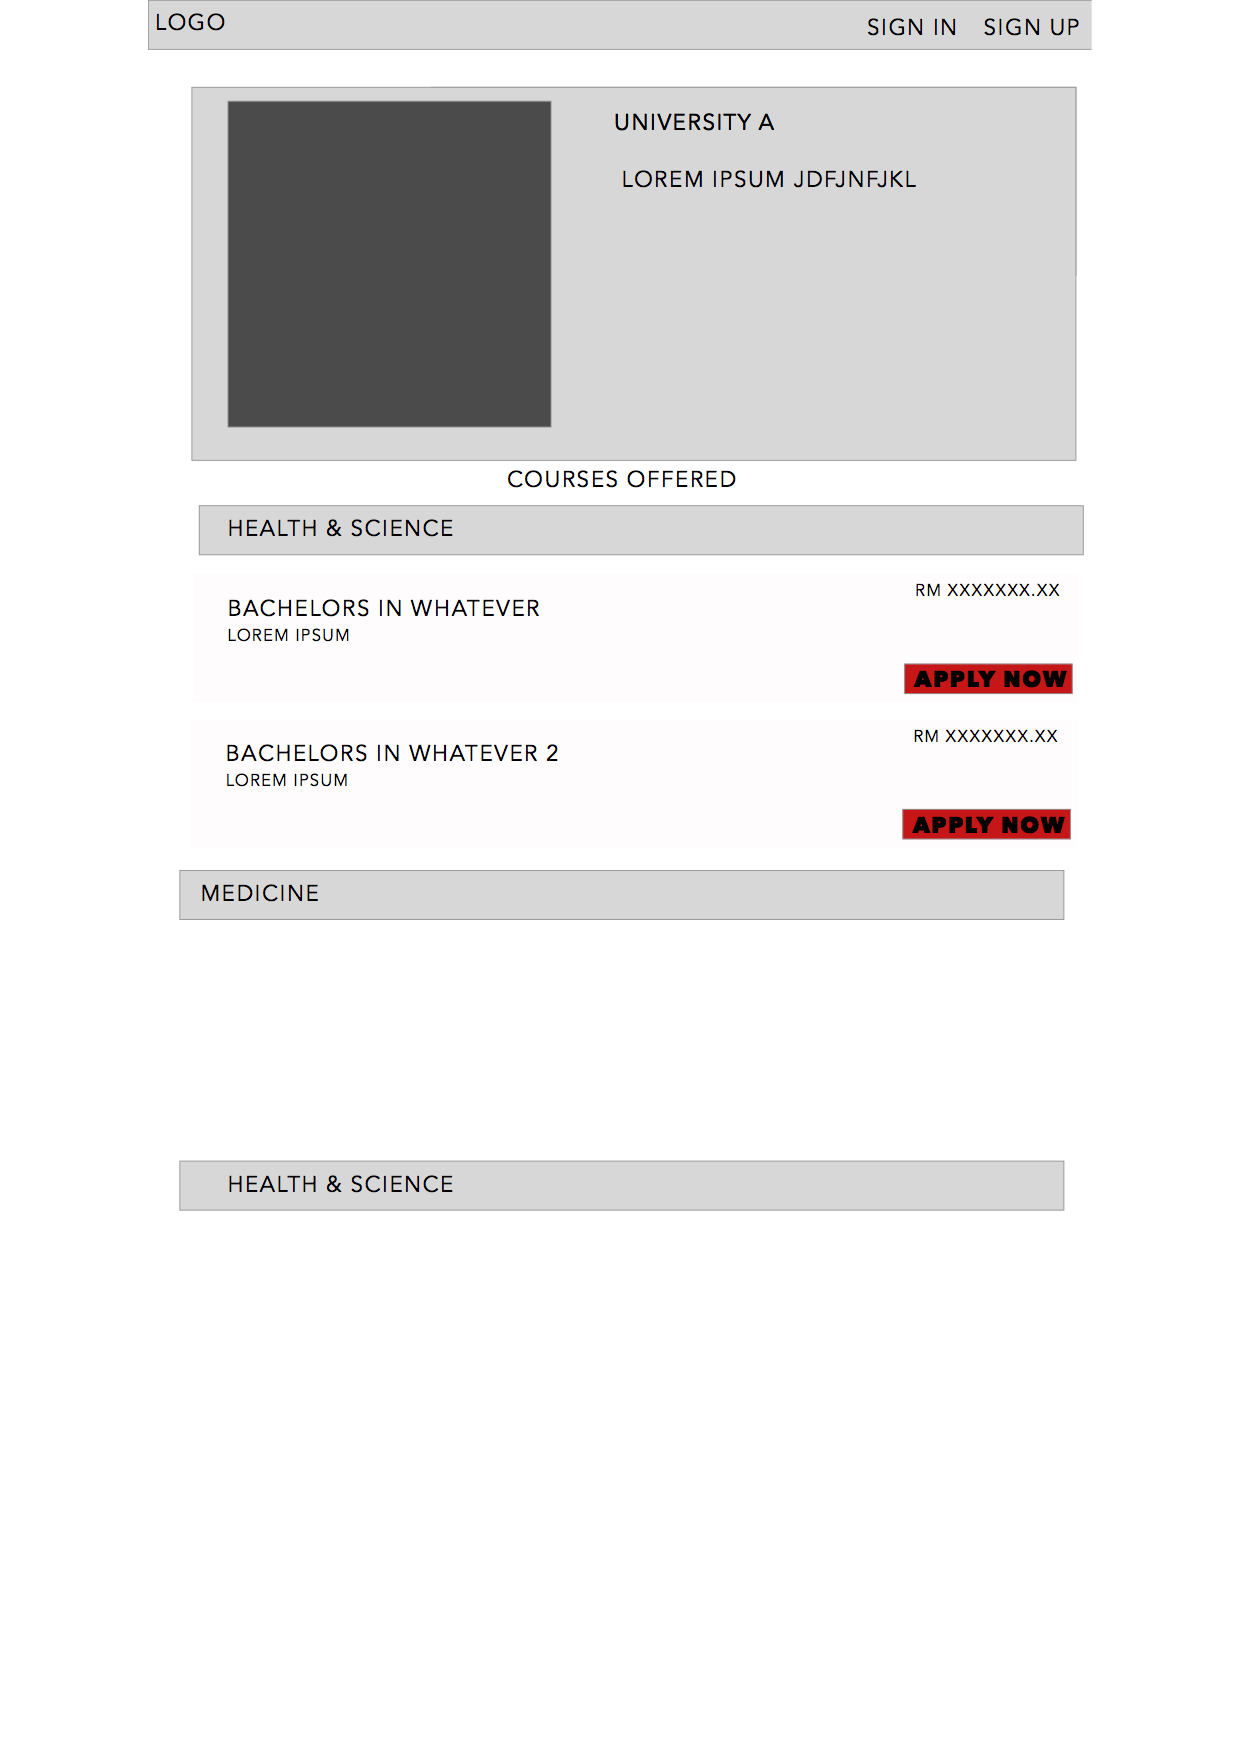 LOGO
SIGN IN SIGN UP
UNIVERSITY A
LOREM IPSUM JDFJNFJKL
COURSES OFFERED
HEALTH & SCIENCE
BACHELORS IN WHATEVER
LOREM IPSUM
RM XXXXXXX.XX
APPLY NOW
BACHELORS IN WHATEVER 2
LOREM IPSUM
RM XXXXXXX.XX
APPLY NOW
MEDICINE
HEALTH & SCIENCE